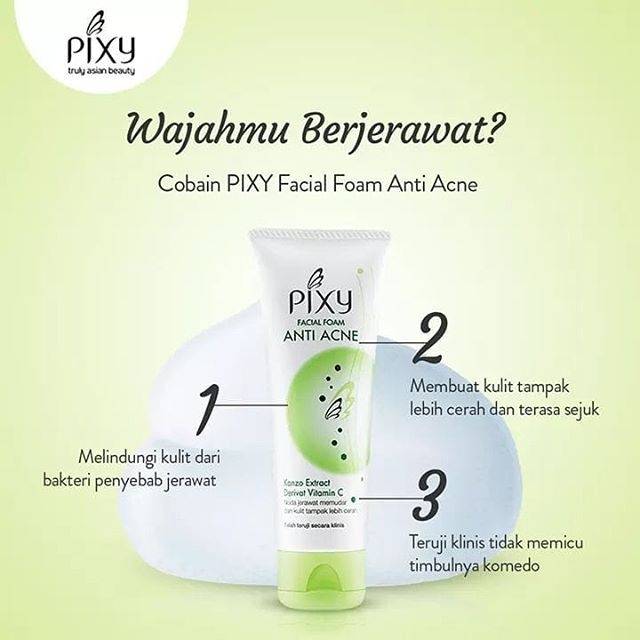 PIXY
truly asian beauty
Wajahmu Berjerawat?
Cobain PIXY Facial Foam Anti Acne
PIXY
FACIAL FOAM
ANTI ACNE
2
Membuat kulit tampak
lebih cerah dan terasa sejuk
1
Melindungi kulit dari
bakteri penyebab jerawat
Kanzo Extract
Derivat Vitamin C
Noda jerawat memudar
dan kulit tampak lebih cerah
Telah teruji secara klinis
3
Teruji klinis tidak memicu
timbulnya komedo